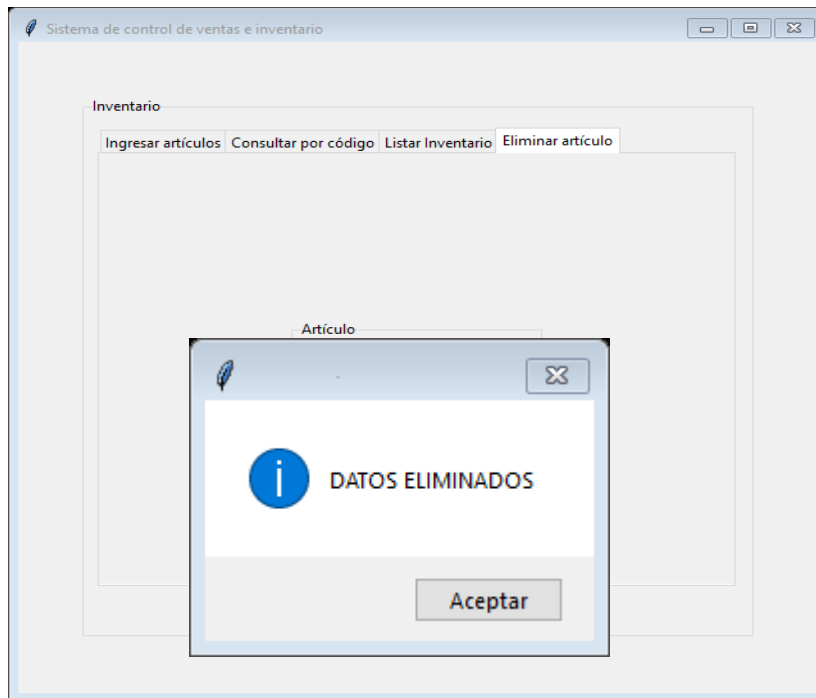 Sistema de control de ventas e inventario
Inventario
Ingresar artículos Consultar por código Listar Inventario Eliminar artículo
Artículo
DATOS ELIMINADOS
Aceptar